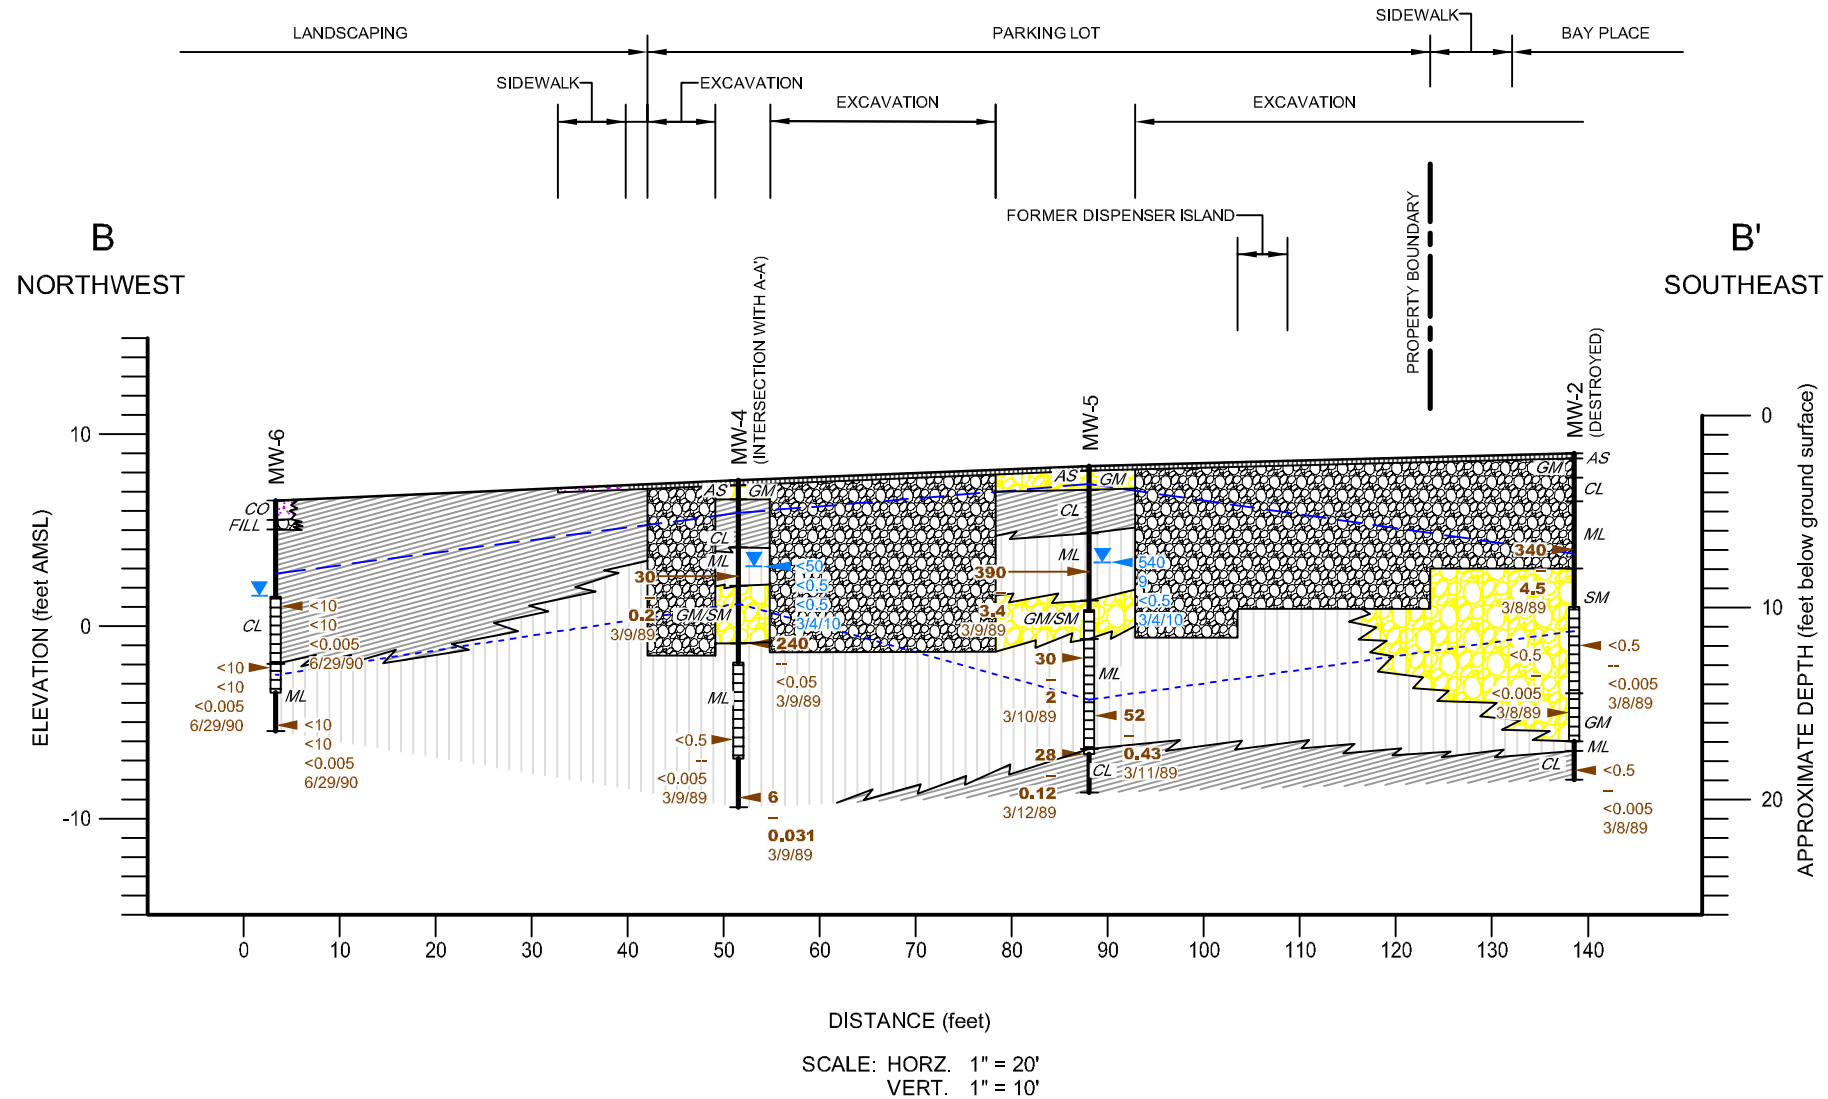 SIDEWALK
LANDSCAPING
PARKING LOT
BAY PLACE
SIDEWALK
EXCAVATION
EXCAVATION
EXCAVATION
FORMER DISPENSER ISLAND
PROPERTY BOUNDARY
B
NORTHWEST
B'
SOUTHEAST
MW-6
MW-4
(INTERSECTION WITH A-A')
MW-5
MW-2
(DESTROYED)
ELEVATION (feet AMSL)
10
0
-10
APPROXIMATE DEPTH (feet below ground surface)
0
10
20
CO
FILL
CL
ML
<10
<10
<0.005
6/29/90
<10
<10
<0.005
6/29/90
<10
<10
<0.005
6/29/90
AS
GM
CL
ML
GM/SM
ML
30
–
0.2
3/9/89
<50
<0.5
<0.5
3/4/10
240
--
<0.05
3/9/89
<0.5
--
<0.005
3/9/89
6
–
0.031
3/9/89
AS
GM
CL
ML
GM/SM
ML
CL
390
–
3.4
3/9/89
540
9
<0.5
3/4/10
30
–
2
3/10/89
52
–
0.43
3/11/89
28
–
0.12
3/12/89
GM
AS
CL
ML
SM
GM
ML
CL
340
–
4.5
3/8/89
<0.5
--
<0.005
3/8/89
<0.5
–
<0.005
3/8/89
<0.5
–
<0.005
3/8/89
0 10 20 30 40 50 60 70 80 90 100 110 120 130 140
DISTANCE (feet)
SCALE: HORZ. 1" = 20'
VERT. 1" = 10'